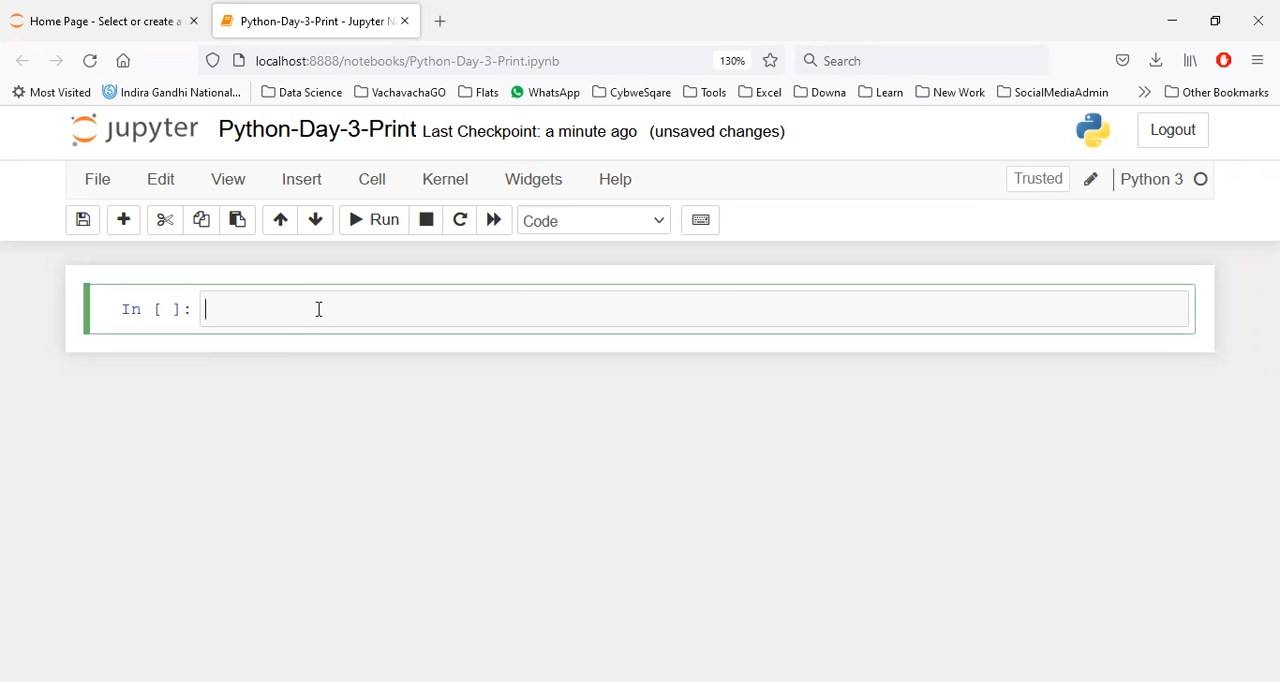 Home Page - Select or create a
Python-Day-3-Print - Jupyter N
localhost:8888/notebooks/Python-Day-3-Print.ipynb 130% Search
Most Visited Indira Gandhi National... Data Science VachavachaGO Flats WhatsApp CybweSqare Tools Excel Downa Learn New Work SocialMediaAdmin Other Bookmarks
jupyter Python-Day-3-Print Last Checkpoint: a minute ago (unsaved changes) Logout
File Edit View Insert Cell Kernel Widgets Help Trusted Python 3
Run Code
In [ ]: